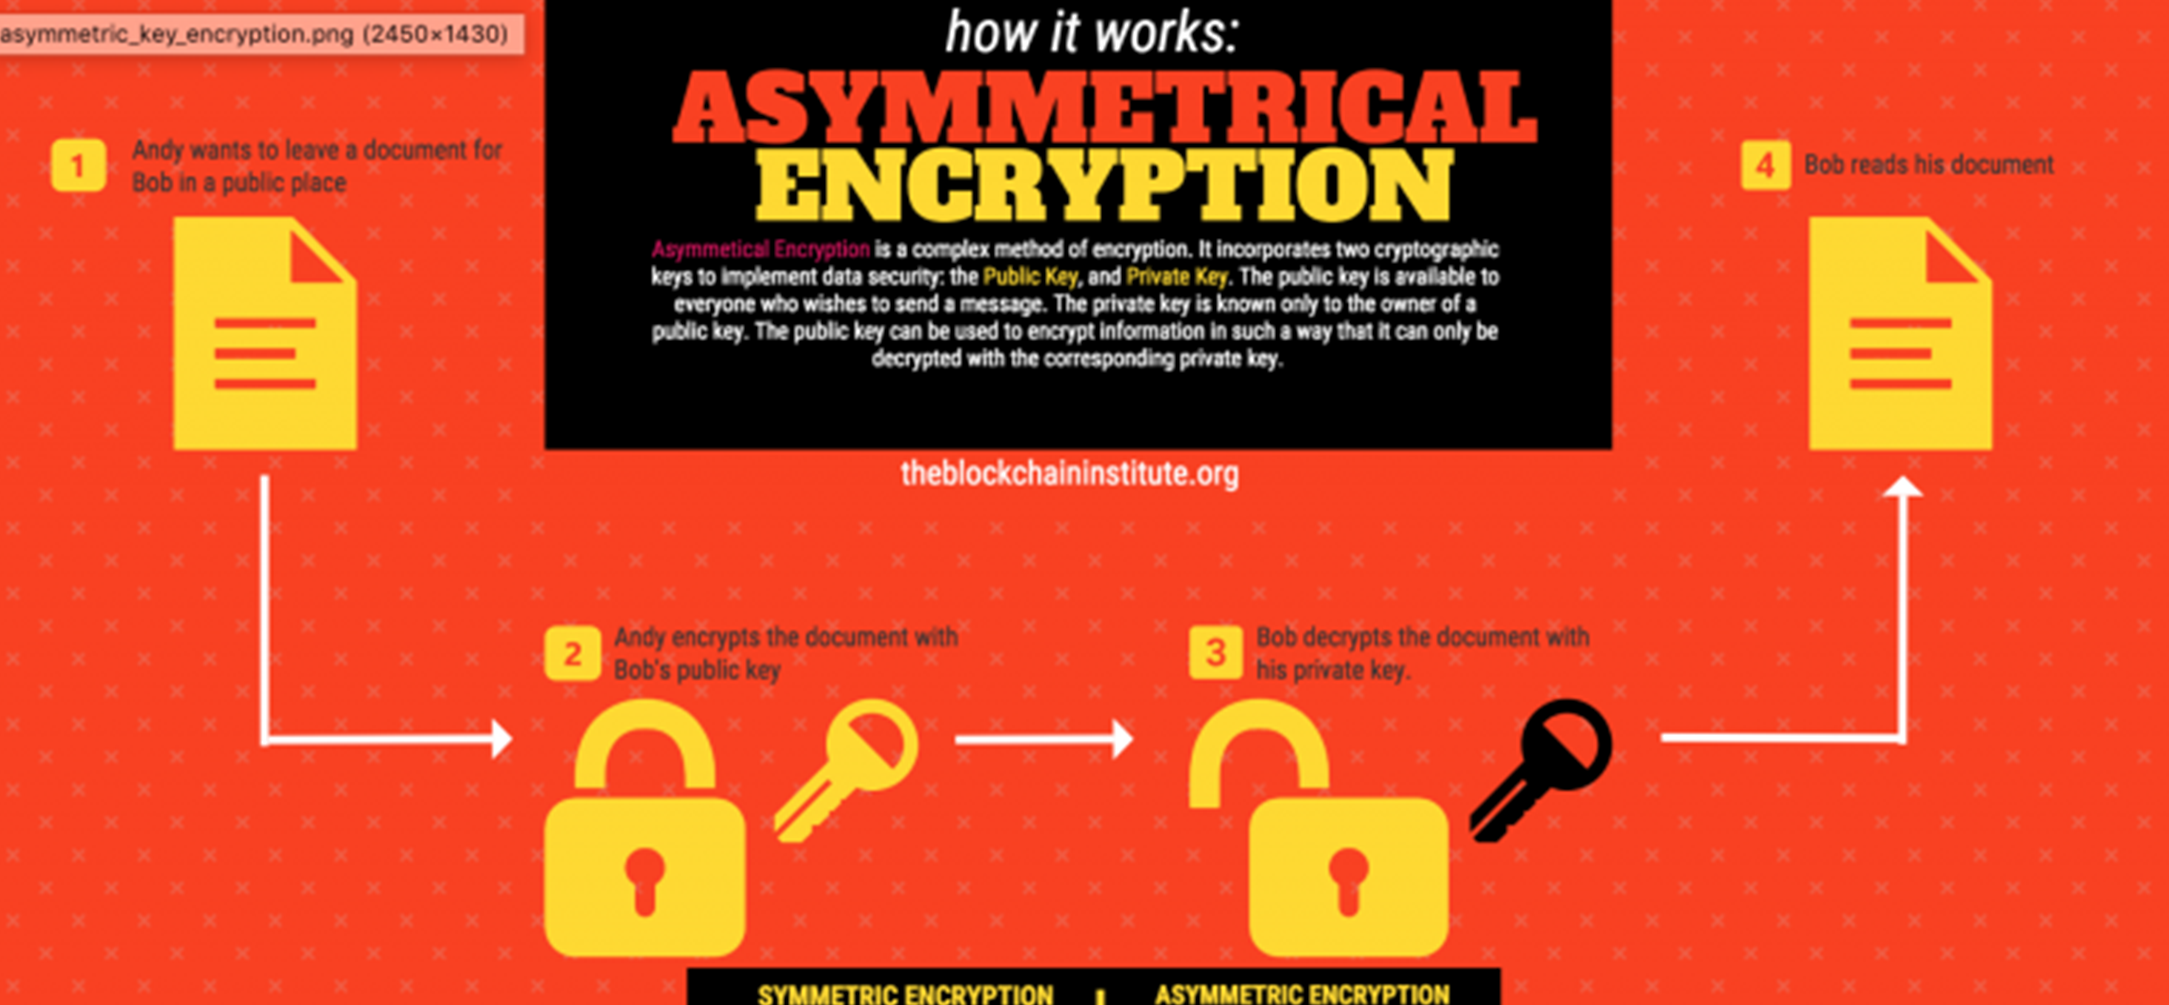 asymmetric_key_encryption.png (2450×1430)
how it works:
ASYMMETRICAL
ENCRYPTION
Asymmetical Encryption is a complex method of encryption. It incorporates two cryptographic
keys to implement data security: the Public Key, and Private Key. The public key is available to
everyone who wishes to send a message. The private key is known only to the owner of a
public key. The public key can be used to encrypt information in such a way that it can only be
decrypted with the corresponding private key.
theblockchaininstitute.org
1
Andy wants to leave a document for
Bob in a public place
2
Andy encrypts the document with
Bob's public key
3
Bob decrypts the document with
his private key.
4
Bob reads his document
SYMMETRIC ENCRYPTION
ASYMMETRIC ENCRYPTION